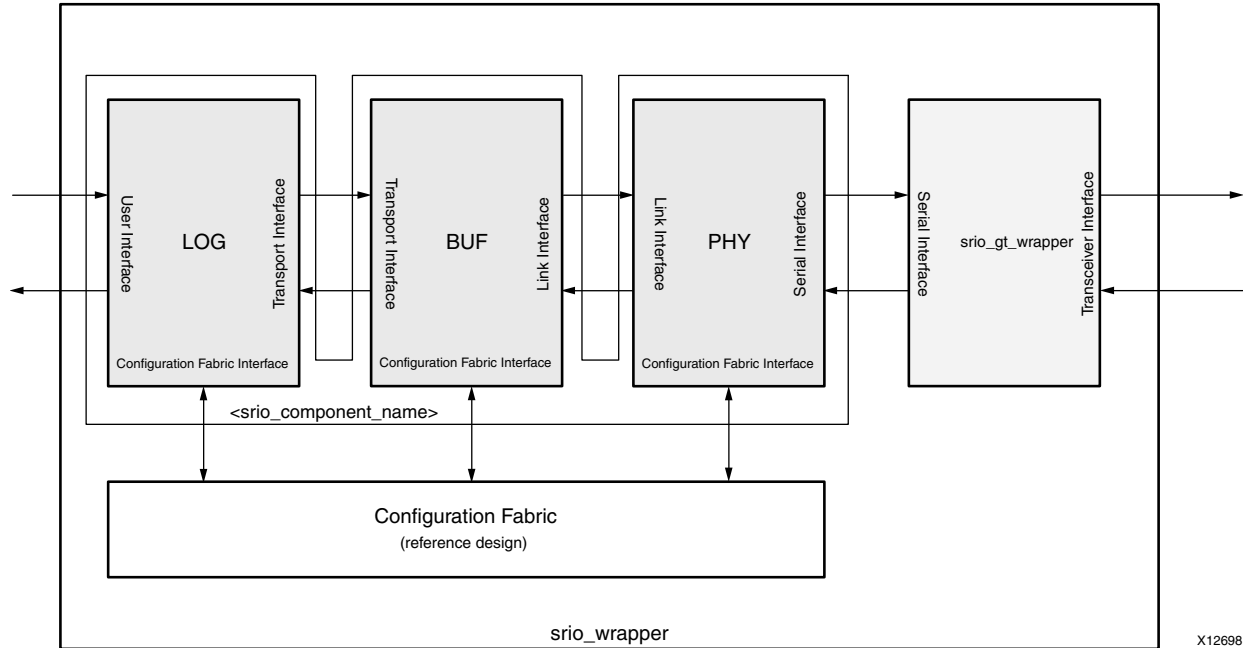 User Interface
LOG
Transport Interface
Configuration Fabric Interface
Transport Interface
BUF
Link Interface
Configuration Fabric Interface
Link Interface
PHY
Serial Interface
Configuration Fabric Interface
Serial Interface
srio_gt_wrapper
Transceiver Interface
<srio_component_name>
Configuration Fabric
(reference design)
srio_wrapper
X12698